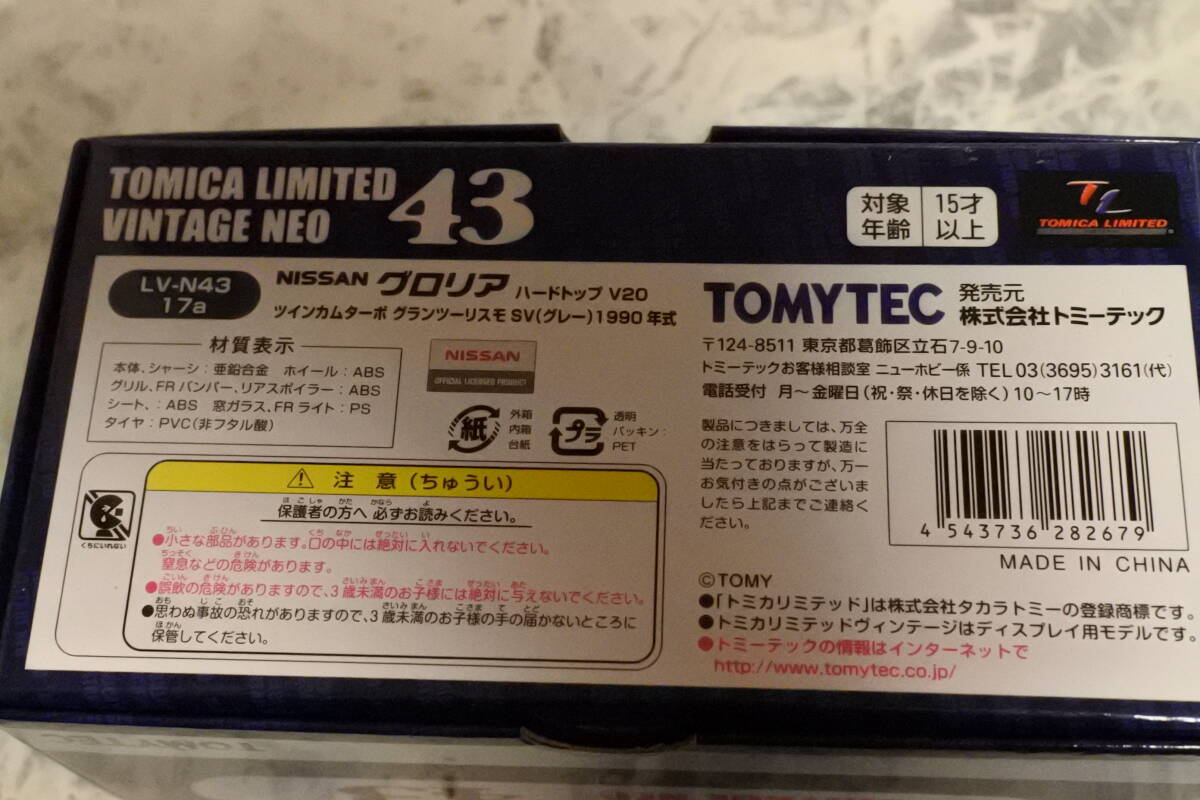 TOMICA LIMITED
VINTAGE NEO 43
対象年齢 15才以上
TOMICA LIMITED
LV-N43
17a
NISSAN グロリア ハードトップ V20
ツインカムターボ グランツーリスモ SV(グレー)1990年式
材質表示
本体、シャーシ:亜鉛合金 ホイール:ABS
グリル、FRバンパー、リアスポイラー:ABS
シート、:ABS 窓ガラス、FRライト:PS
タイヤ:PVC(非フタル酸)
NISSAN
OFFICIAL LICENSED PRODUCT
紙
外箱
内箱
台紙
プラ
透明
パッキン:
PET
注 意(ちゅうい)
保護者の方へ 必ずお読みください。
●小さな部品があります。口の中には絶対に入れないでください。
窒息などの危険があります。
●誤飲の危険がありますので、3歳未満のお子様には絶対に与えないでください。
●思わぬ事故の恐れがありますので、3歳未満のお子様の手の届かないところに
保管してください。
くちにいれない
TOMYTEC 発売元
株式会社トミーテック
〒124-8511 東京都葛飾区立石7-9-10
トミーテックお客様相談室 ニューホビー係 TEL 03(3695)3161(代)
電話受付 月~金曜日(祝・祭・休日を除く)10~17時
製品につきましては、万全
の注意をはらって製造に
当たっておりますが、万一
お気付きの点がございま
したら上記までご連絡く
ださい。
4 543736 282679
MADE IN CHINA
©TOMY
●「トミカリミテッド」は株式会社タカラトミーの登録商標です。
●トミカリミテッドヴィンテージはディスプレイ用モデルです。
●トミーテックの情報はインターネットで
http://www.tomytec.co.jp/
TOMYTEC